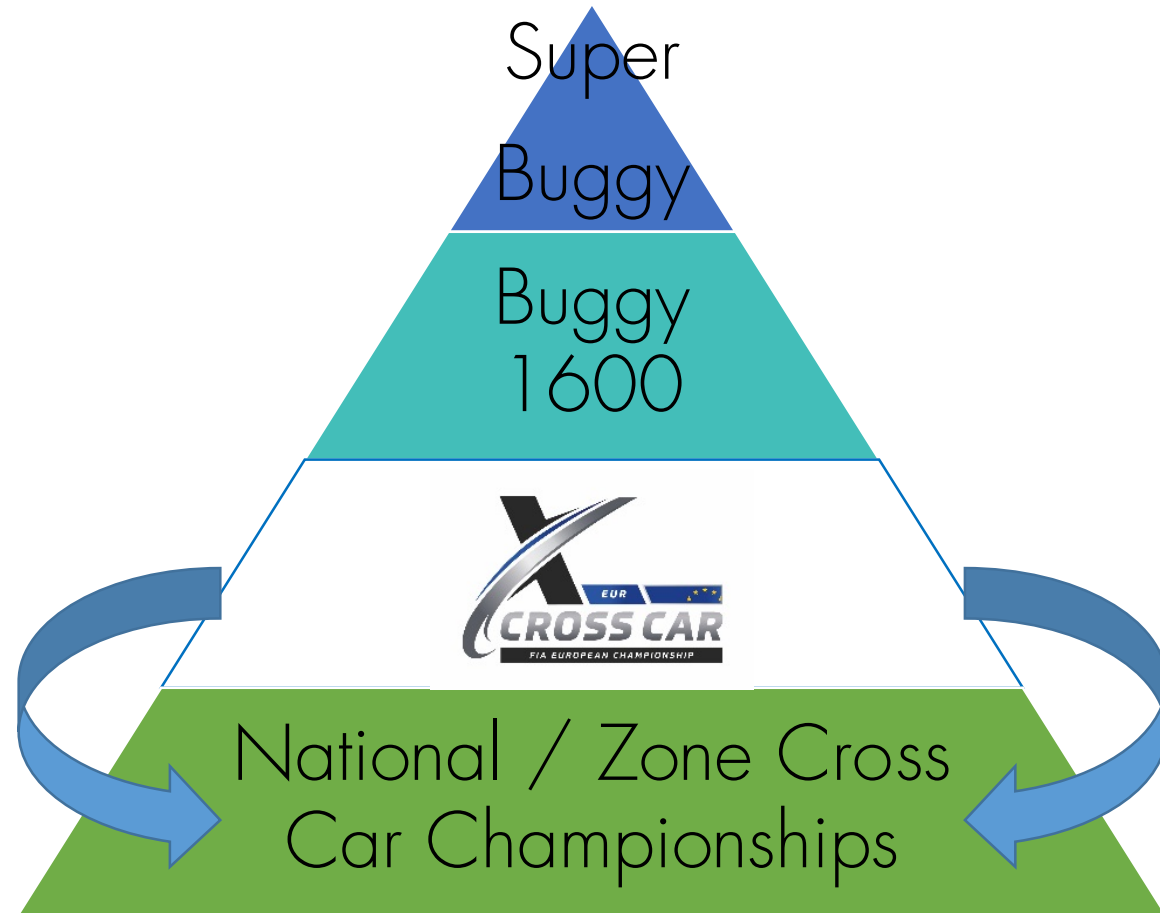 Super
Buggy
Buggy
1600
X
EUR
CROSS CAR
FIA EUROPEAN CHAMPIONSHIP
National / Zone Cross
Car Championships